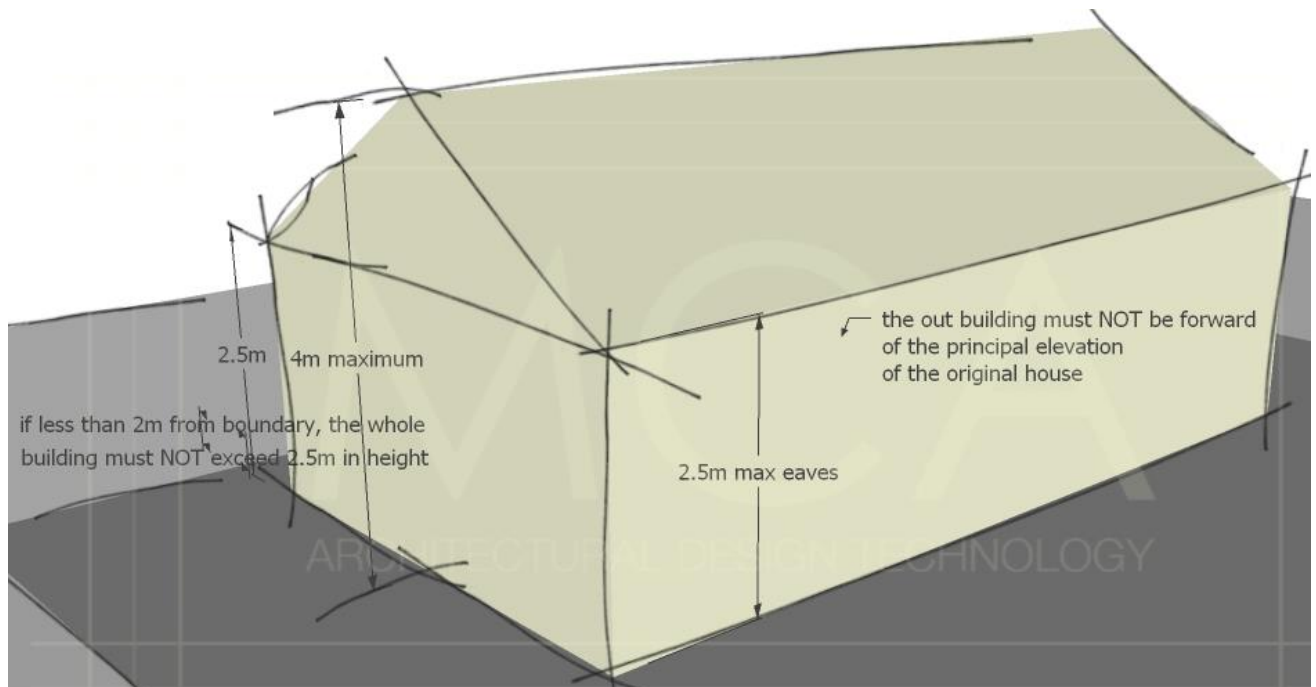 2.5m
4m maximum
the out building must NOT be forward
of the principal elevation
of the original house
if less than 2m from boundary, the whole
building must NOT exceed 2.5m in height
2.5m max eaves
MCA
ARCHITECTURAL DESIGN TECHNOLOGY